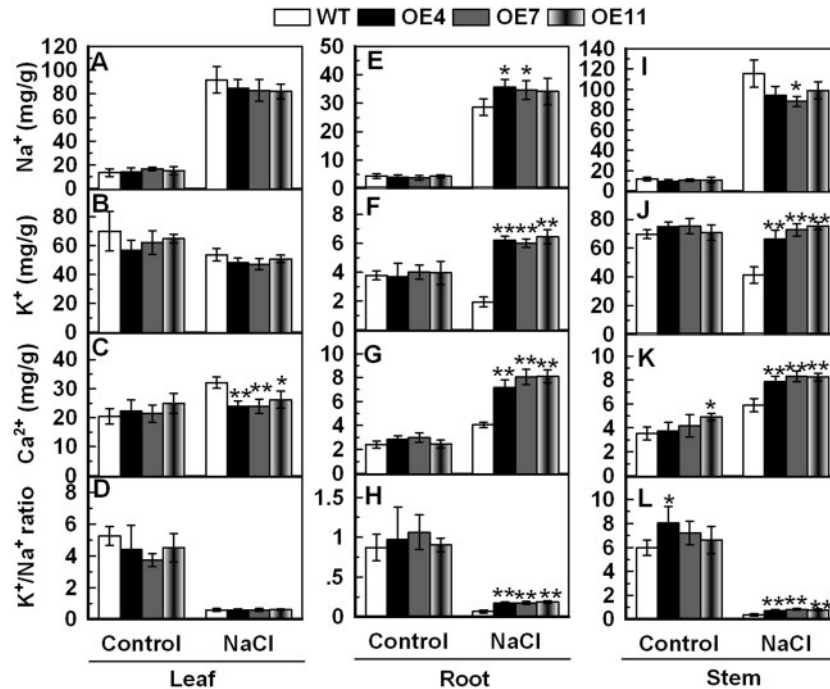 WT OE4 OE7 OE11
A
Na+ (mg/g)
120
100
80
60
40
20
0
E
50
40
30
20
10
0
* *
I
140
120
100
80
60
40
20
0
*
B
K+ (mg/g)
80
60
40
20
0
F
8
6
4
2
0
** ** **
J
80
60
40
20
0
** ** **
C
Ca2+ (mg/g)
40
30
20
10
0
** ** *
G
10
8
6
4
2
0
** ** **
K
10
8
6
4
2
0
*
** ** **
D
K+/Na+ ratio
6
4
2
0
H
1.5
1
.5
0
** ** **
L
*
8
6
4
2
0
** ** **
Control NaCl Control NaCl Control NaCl
Leaf Root Stem